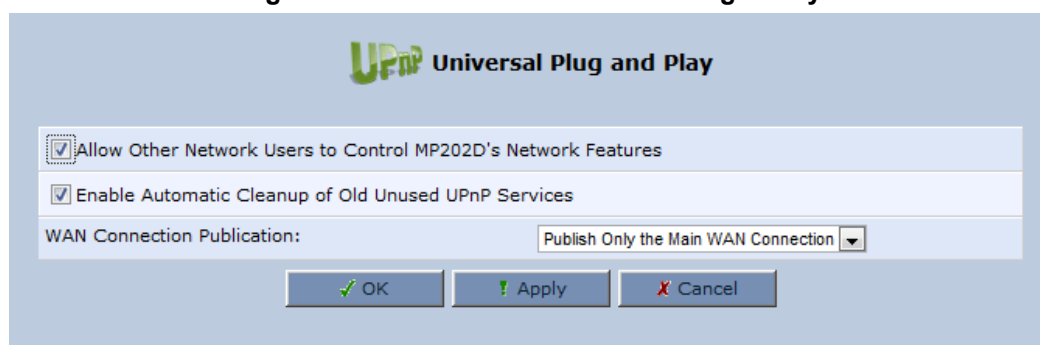 UPnP Universal Plug and Play
Allow Other Network Users to Control MP202D's Network Features
Enable Automatic Cleanup of Old Unused UPnP Services
WAN Connection Publication: Publish Only the Main WAN Connection
OK Apply Cancel